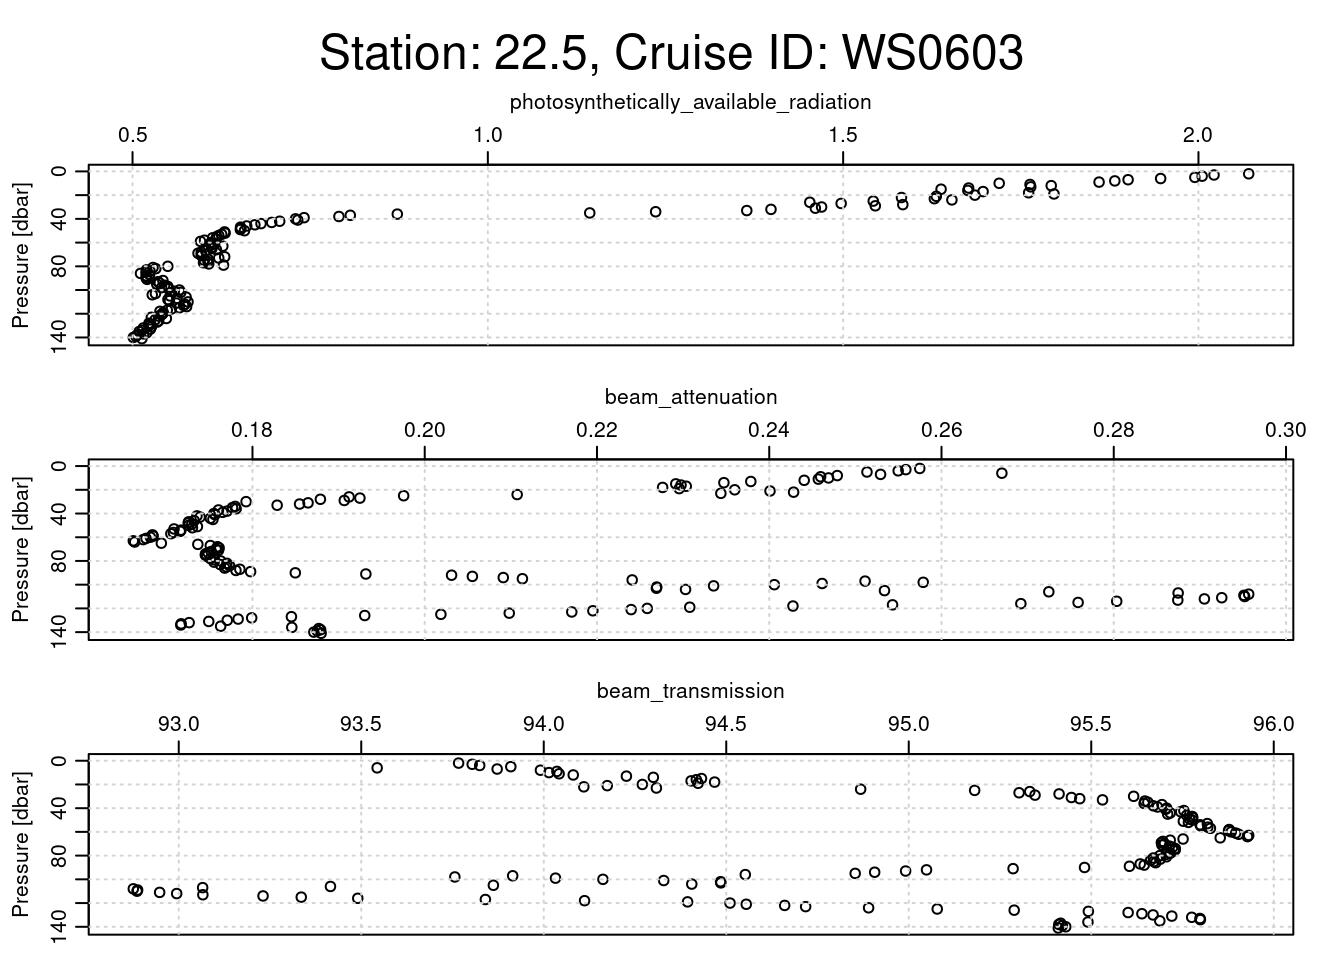 Station: 22.5, Cruise ID: WS0603
photosynthetically_available_radiation
0.5 1.0 1.5 2.0
Pressure [dbar]
0 40 80 140
beam_attenuation
0.18 0.20 0.22 0.24 0.26 0.28 0.30
Pressure [dbar]
0 40 80 140
beam_transmission
93.0 93.5 94.0 94.5 95.0 95.5 96.0
Pressure [dbar]
0 40 80 140